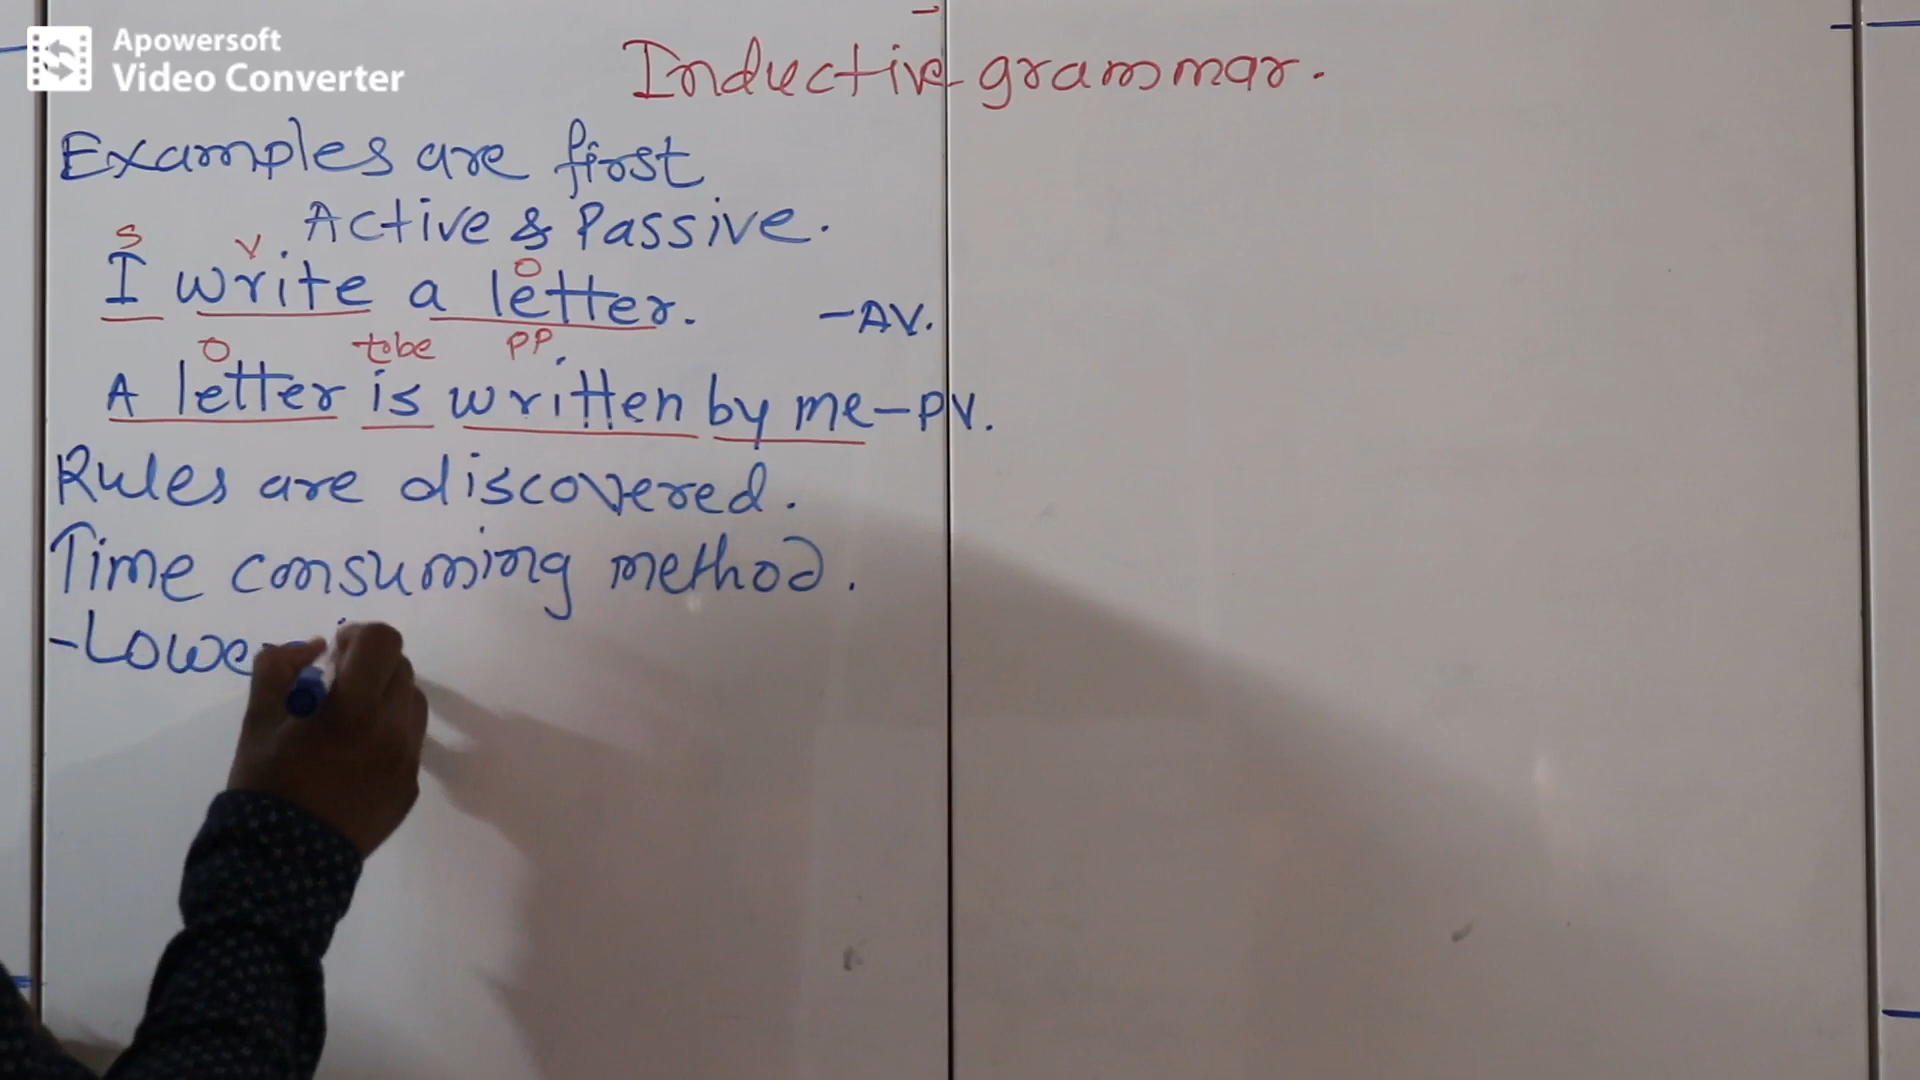 Apowersoft
Video Converter
Inductive grammar.
Examples are first
Active & Passive.
S V O
I write a letter. -AV.
O tobe PP.
A letter is written by me-PV.
Rules are discovered.
Time consuming method.